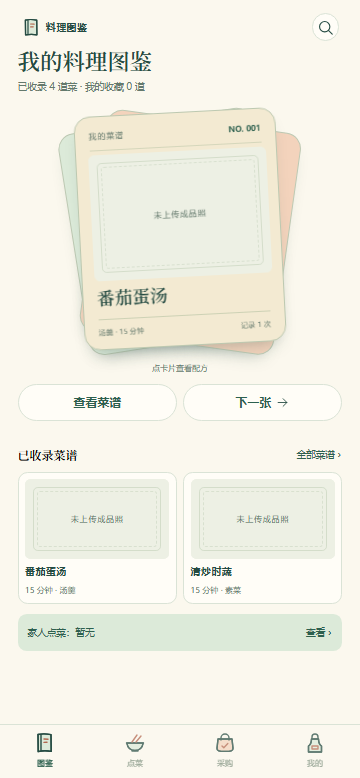 料理图鉴
我的料理图鉴
已收录 4 道菜 · 我的收藏 0 道
我的菜谱
NO. 001
未上传成品照
番茄蛋汤
汤羹 · 15 分钟
记录 1 次
点卡片查看配方
查看菜谱
下一张 →
已收录菜谱
全部菜谱 ›
未上传成品照
未上传成品照
番茄蛋汤
清炒时蔬
15 分钟 · 汤羹
15 分钟 · 素菜
家人点菜：暂无
查看 ›
图鉴
点菜
采购
我的